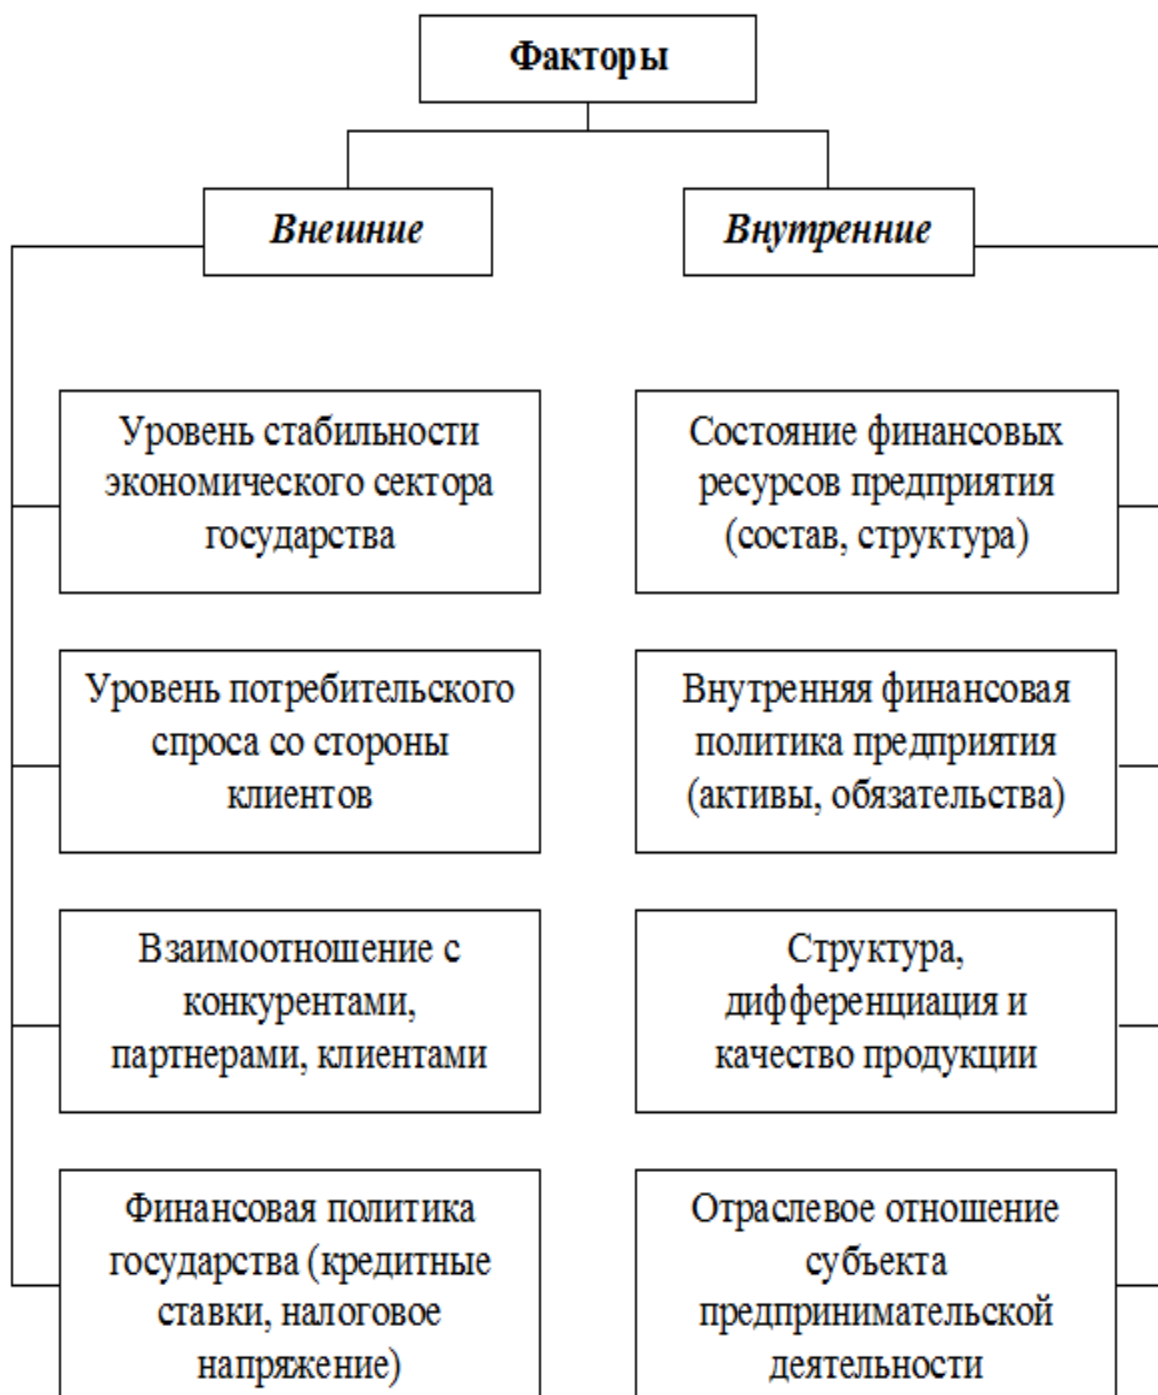 Факторы
Внешние
Внутренние
Уровень стабильности
экономического сектора
государства
Состояние финансовых
ресурсов предприятия
(состав, структура)
Уровень потребительского
спроса со стороны
клиентов
Внутренняя финансовая
политика предприятия
(активы, обязательства)
Взаимоотношение с
конкурентами,
партнерами, клиентами
Структура,
дифференциация и
качество продукции
Финансовая политика
государства (кредитные
ставки, налоговое
напряжение)
Отраслевое отношение
субъекта
предпринимательской
деятельности